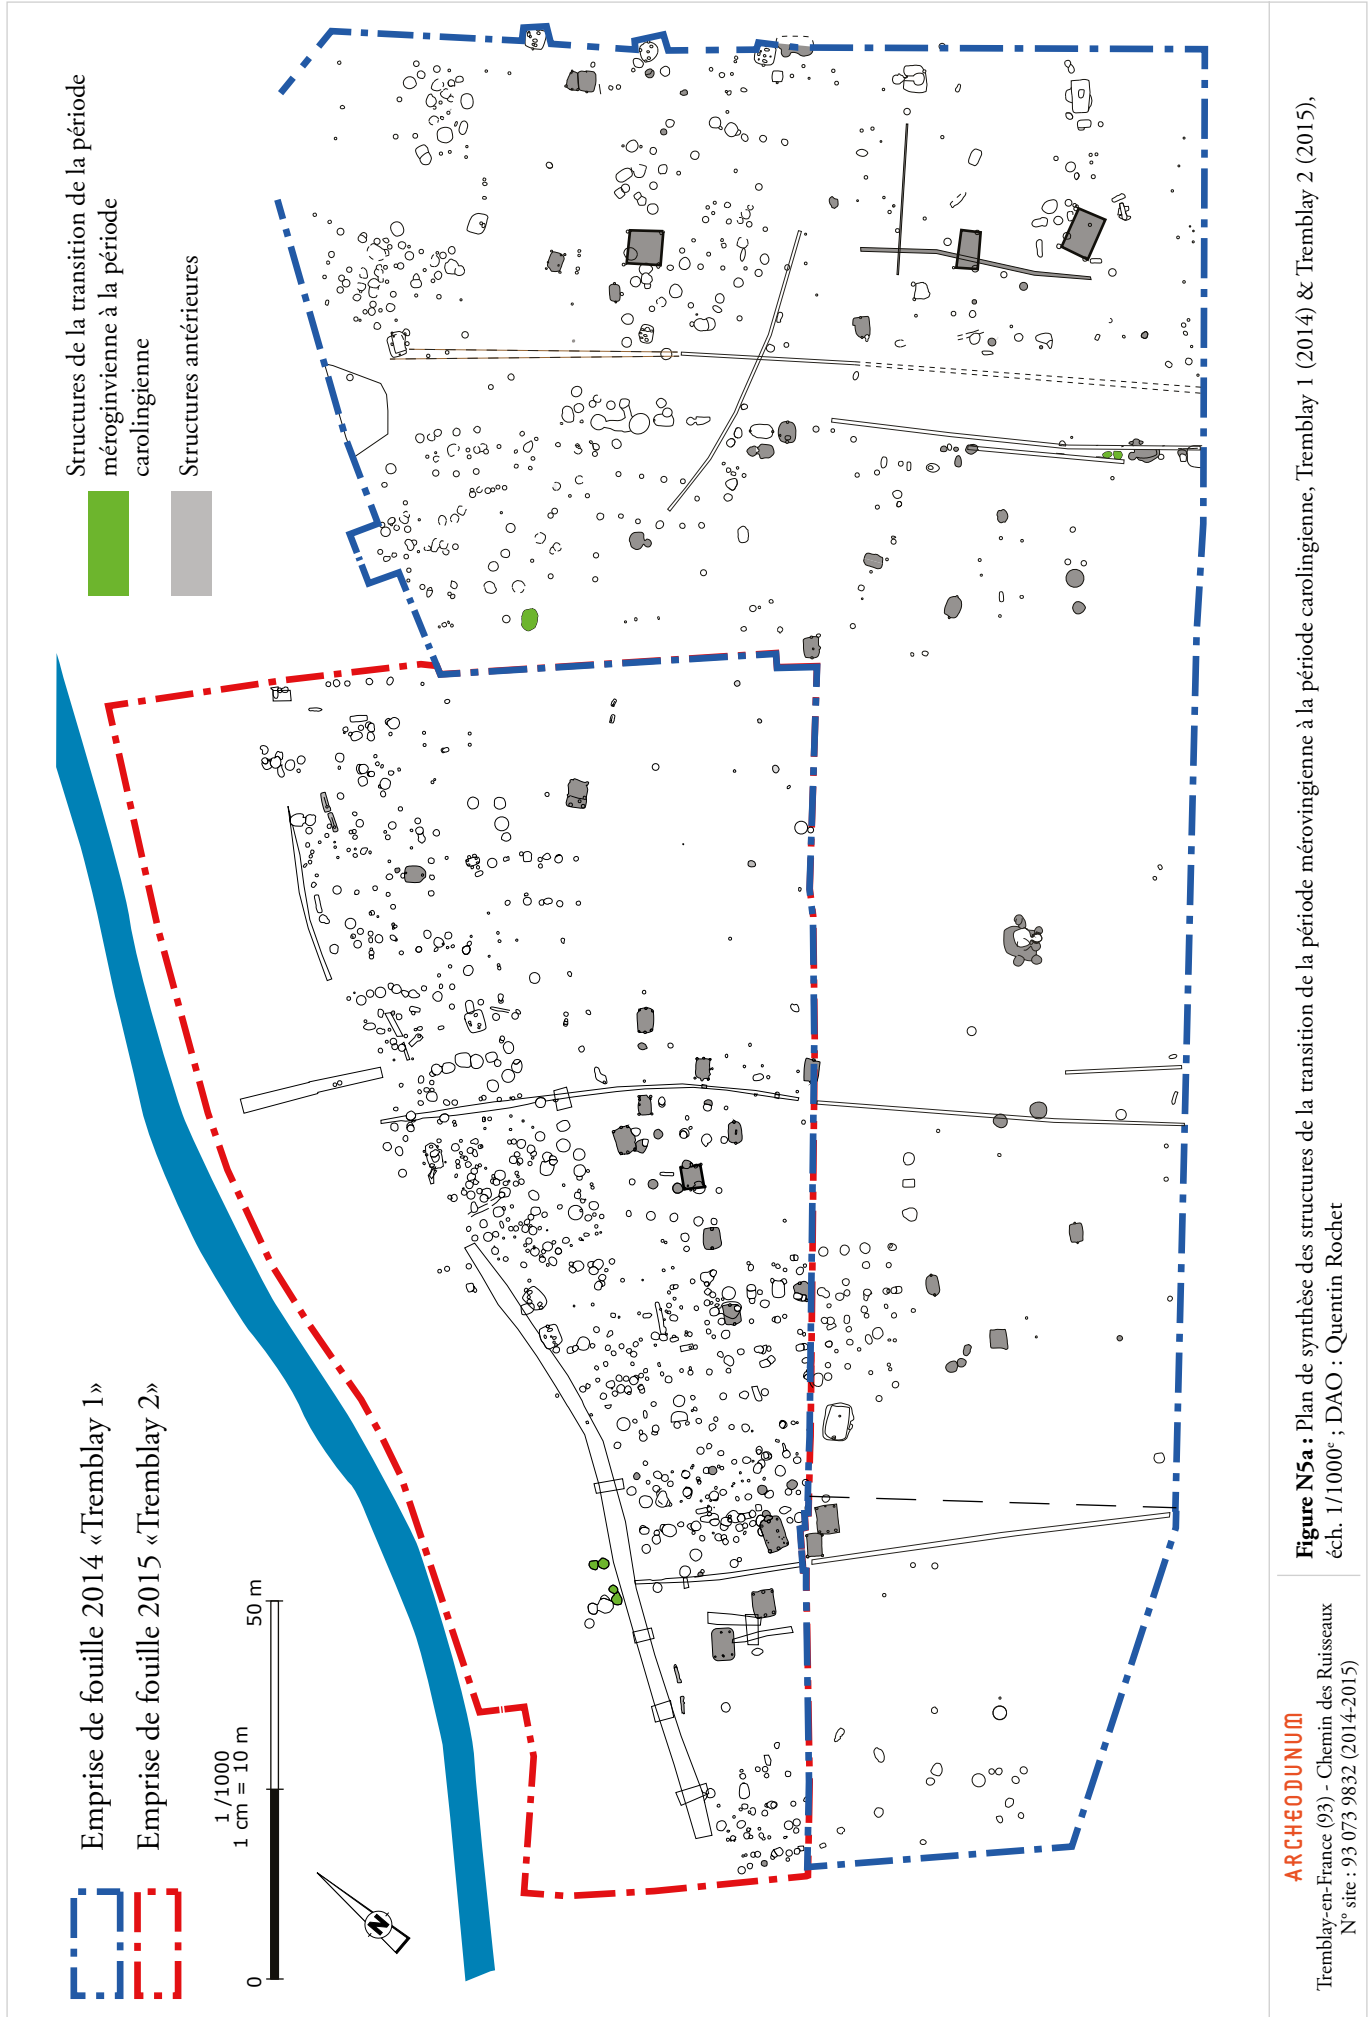 Emprise de fouille 2014 «Tremblay 1»
Emprise de fouille 2015 «Tremblay 2»
Structures de la transition de la période
méroginvienne à la période
carolingienne
Structures antérieures
1 /1000
1 cm = 10 m
0
50 m
N
ARCHEODUNUM
Tremblay-en-France (93) - Chemin des Ruisseaux
N° site : 93 073 9832 (2014-2015)
Figure N5a : Plan de synthèse des structures de la transition de la période mérovingienne à la période carolingienne, Tremblay 1 (2014) & Tremblay 2 (2015),
éch. 1/1000e ; DAO : Quentin Rochet